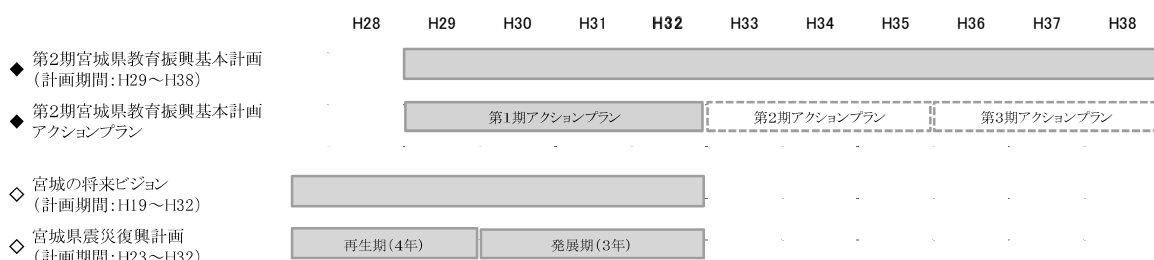 H28 H29 H30 H31 H32 H33 H34 H35 H36 H37 H38
◆ 第2期宮城県教育振興基本計画
(計画期間:H29～H38)
◆ 第2期宮城県教育振興基本計画
アクションプラン
第1期アクションプラン 第2期アクションプラン 第3期アクションプラン
◇ 宮城の将来ビジョン
(計画期間:H19～H32)
◇ 宮城県震災復興計画
(計画期間:H23～H32)
再生期(4年) 発展期(3年)